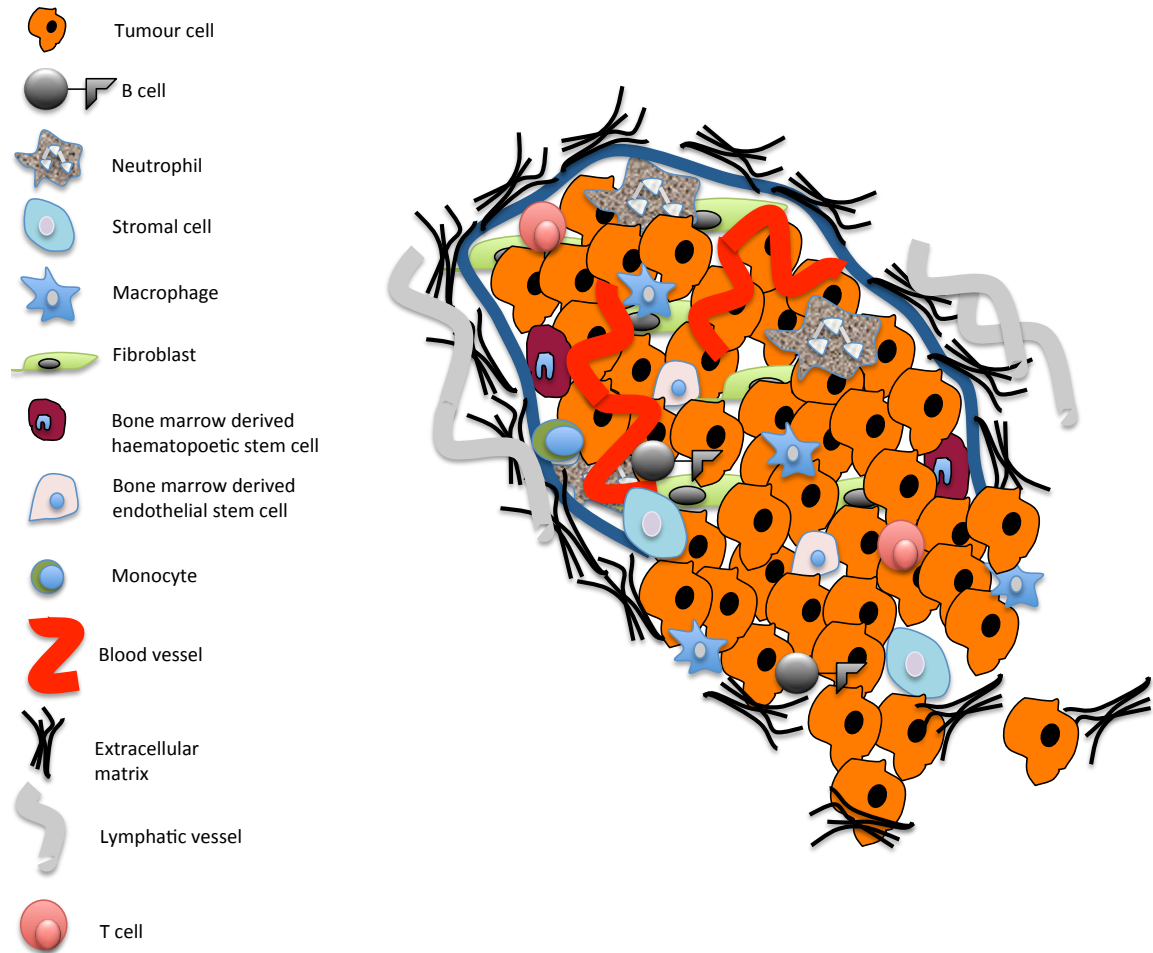 Tumour cell
B cell
Neutrophil
Stromal cell
Macrophage
Fibroblast
Bone marrow derived
haematopoetic stem cell
Bone marrow derived
endothelial stem cell
Monocyte
Blood vessel
Extracellular
matrix
Lymphatic vessel
T cell